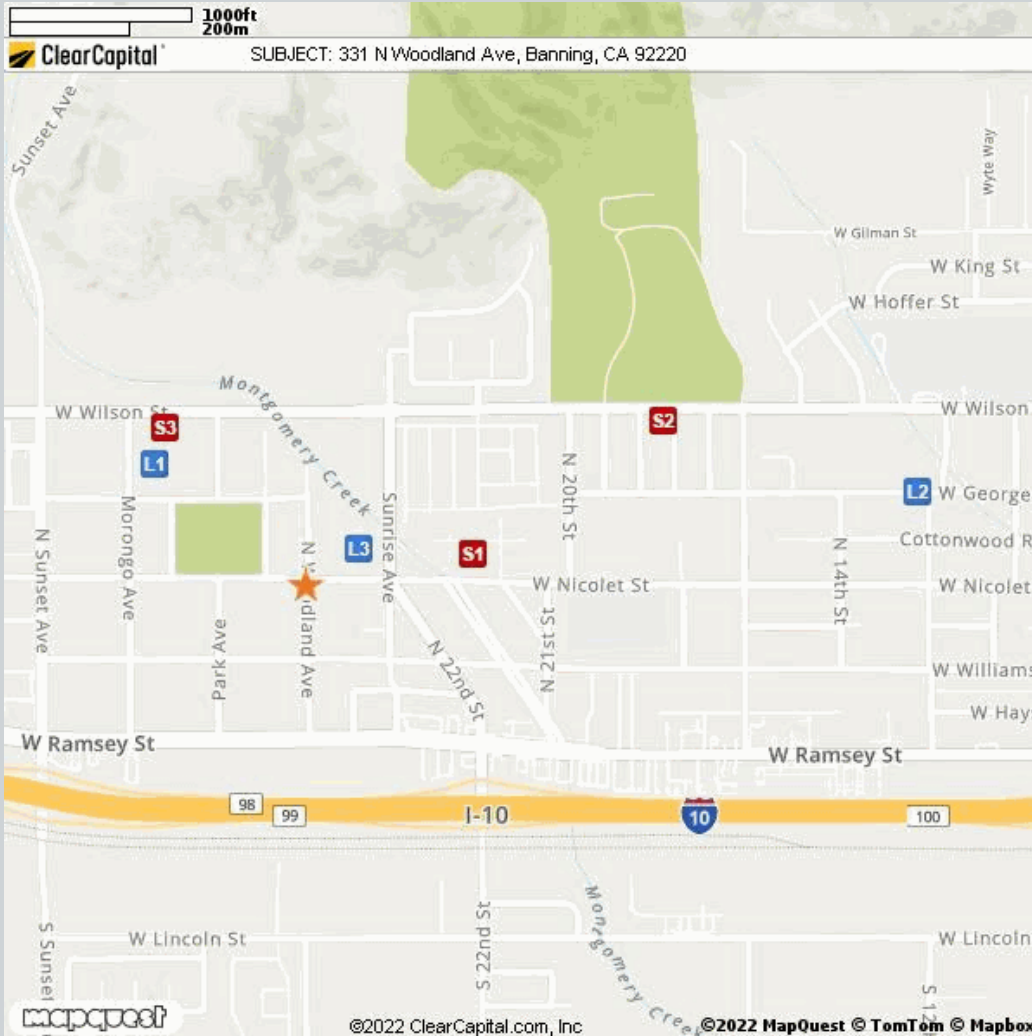 1000ft
200m
ClearCapital
SUBJECT: 331 N Woodland Ave, Banning, CA 92220
Sunset Ave
Wyte Way
W Gilman St
W King St
W Hoffer St
Montgomery Creek
W Wilson St
W Wilson
S3
S2
L1
L2
W George
N 20th St
Morongo Ave
Sunrise Ave
N Sunset Ave
L3
S1
Cottonwood R
N 14th St
N W
dland Ave
W Nicolet St
W Nicolet
Park Ave
N 21st St
N 22nd St
W Williams
W Hay
W Ramsey St
W Ramsey St
98
99
I-10
10
100
S Sunset
W Lincoln St
S 22nd St
Montgomery Creek
W Lincoln
S 12
mapquest
©2022 ClearCapital.com, Inc
©2022 MapQuest © TomTom © Mapbox